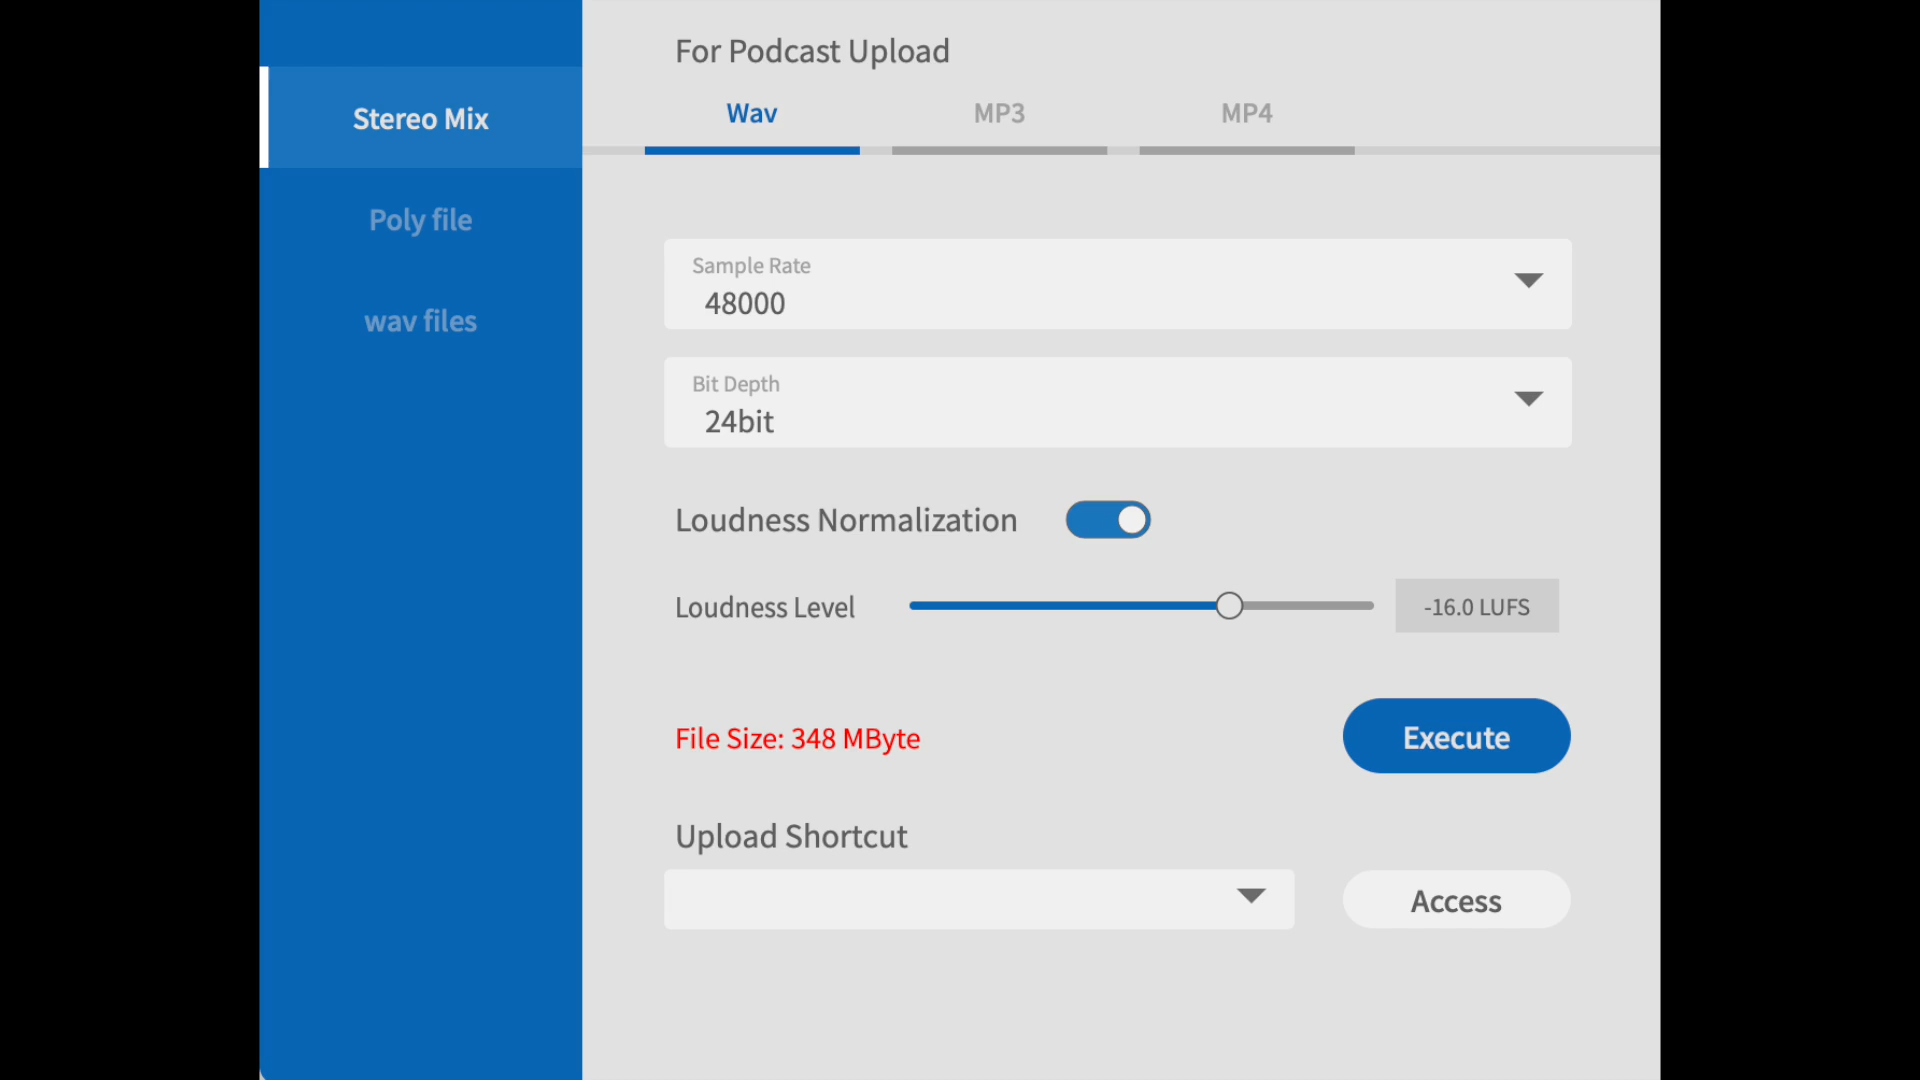 Stereo Mix
Poly file
wav files
For Podcast Upload
Wav
MP3
MP4
Sample Rate
48000
Bit Depth
24bit
Loudness Normalization
Loudness Level
-16.0 LUFS
File Size: 348 MByte
Execute
Upload Shortcut
Access